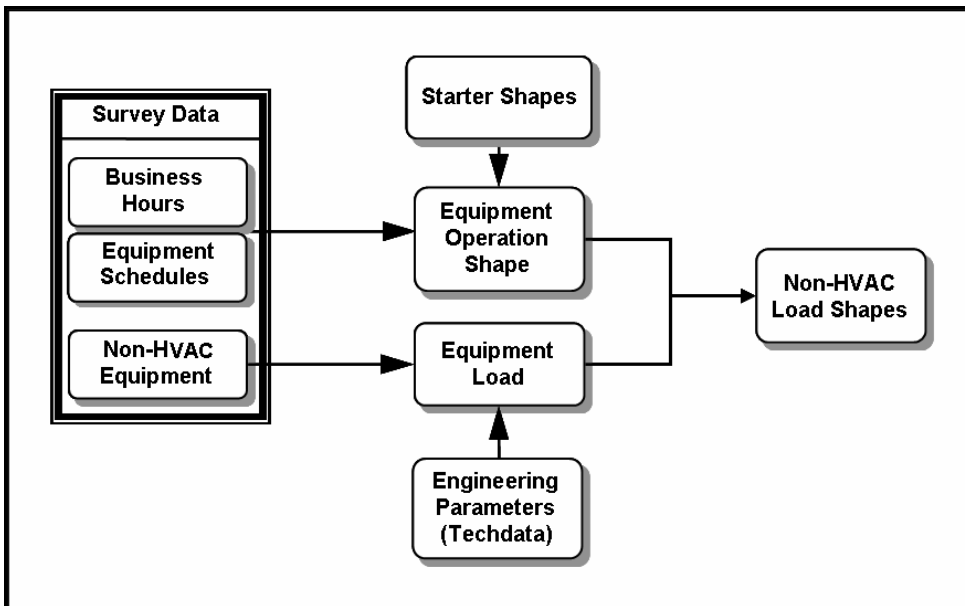 Survey Data
Business
Hours
Equipment
Schedules
Non-HVAC
Equipment
Starter Shapes
Equipment
Operation
Shape
Equipment
Load
Engineering
Parameters
(Techdata)
Non-HVAC
Load Shapes